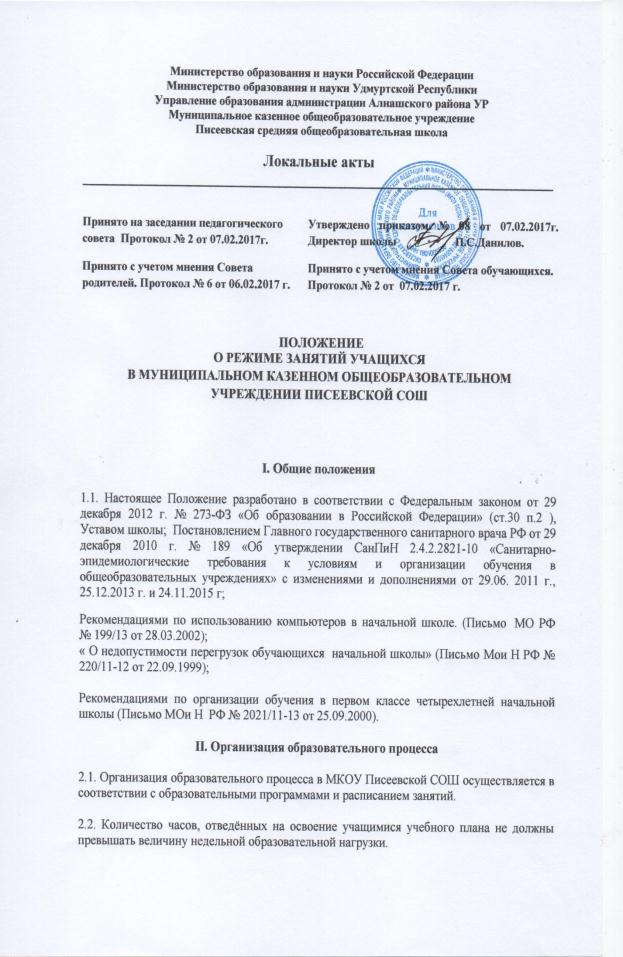 Министерство образования и науки Российской Федерации
Министерство образования и науки Удмуртской Республики
Управление образования администрации Алнашского района УР
Муниципальное казенное общеобразовательное учреждение
Писеевская средняя общеобразовательная школа
Локальные акты
Принято на заседании педагогического
совета Протокол № 2 от 07.02.2017г.
Принято с учетом мнения Совета
родителей. Протокол № 6 от 06.02.2017 г.
Утверждено приказом № 08 от 07.02.2017г.
Директор школы П.С.Данилов.
Принято с учетом мнения Совета обучающихся.
Протокол № 2 от 07.02.2017 г.
Для
ПОЛОЖЕНИЕ
О РЕЖИМЕ ЗАНЯТИЙ УЧАЩИХСЯ
В МУНИЦИПАЛЬНОМ КАЗЕННОМ ОБЩЕОБРАЗОВАТЕЛЬНОМ
УЧРЕЖДЕНИИ ПИСЕЕВСКОЙ СОШ
I. Общие положения
1.1. Настоящее Положение разработано в соответствии с Федеральным законом от 29
декабря 2012 г. № 273-ФЗ «Об образовании в Российской Федерации» (ст.30 п.2 ),
Уставом школы; Постановлением Главного государственного санитарного врача РФ от 29
декабря 2010 г. № 189 «Об утверждении СанПиН 2.4.2.2821-10 «Санитарно-
эпидемиологические требования к условиям и организации обучения в
общеобразовательных учреждениях» с изменениями и дополнениями от 29.06. 2011 г.,
25.12.2013 г. и 24.11.2015 г;
Рекомендациями по использованию компьютеров в начальной школе. (Письмо МО РФ
№ 199/13 от 28.03.2002);
« О недопустимости перегрузок обучающихся начальной школы» (Письмо Мои Н РФ №
220/11-12 от 22.09.1999);
Рекомендациями по организации обучения в первом классе четырехлетней начальной
школы (Письмо МОи Н РФ № 2021/11-13 от 25.09.2000).
II. Организация образовательного процесса
2.1. Организация образовательного процесса в МКОУ Писеевской СОШ осуществляется в
соответствии с образовательными программами и расписанием занятий.
2.2. Количество часов, отведённых на освоение учащимися учебного плана не должны
превышать величину недельной образовательной нагрузки.